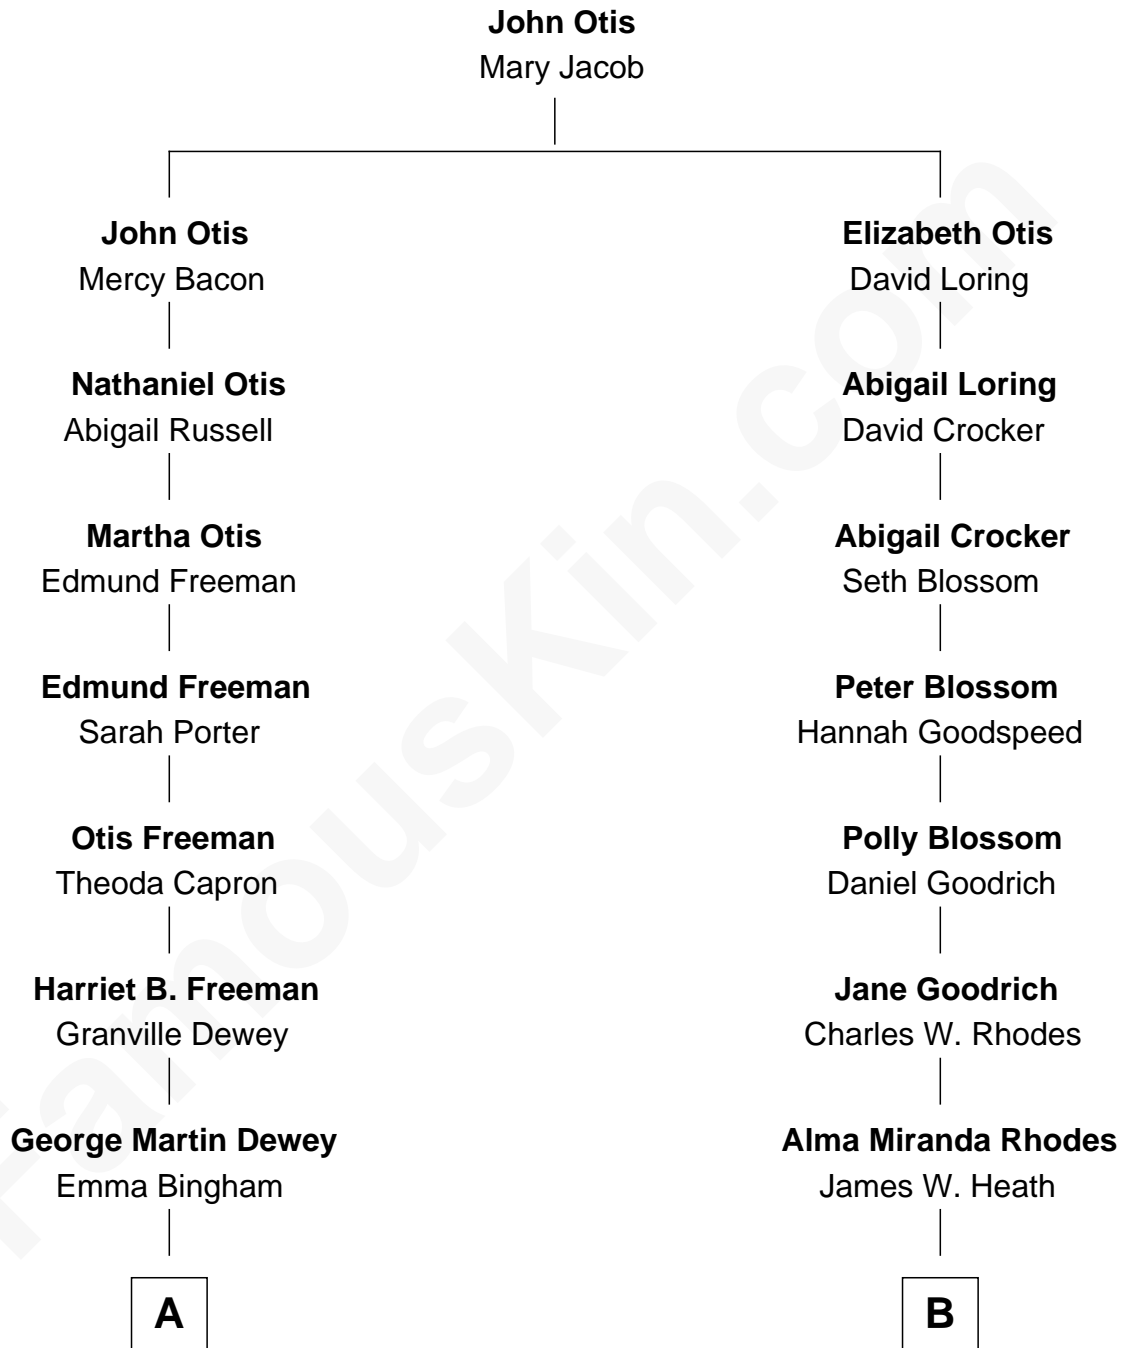 John Otis
Mary Jacob
John Otis
Mercy Bacon
Elizabeth Otis
David Loring
Nathaniel Otis
Abigail Russell
Abigail Loring
David Crocker
Martha Otis
Edmund Freeman
Abigail Crocker
Seth Blossom
Edmund Freeman
Sarah Porter
Peter Blossom
Hannah Goodspeed
Otis Freeman
Theoda Capron
Polly Blossom
Daniel Goodrich
Harriet B. Freeman
Granville Dewey
Jane Goodrich
Charles W. Rhodes
George Martin Dewey
Emma Bingham
Alma Miranda Rhodes
James W. Heath
A
B
FamousKin.com